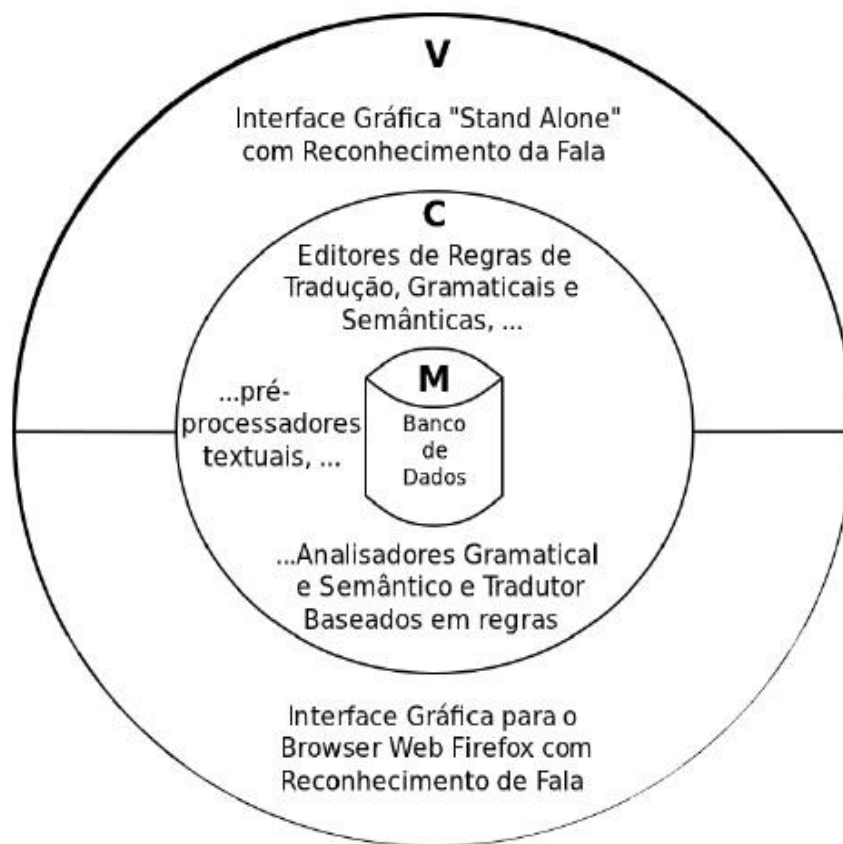 V
Interface Gráfica "Stand Alone"
com Reconhecimento da Fala
C
Editores de Regras de
Tradução, Gramaticais e
Semânticas, ...
...pré-
processadores
textuais, ...
M
Banco
de
Dados
...Analisadores Gramatical
e Semântico e Tradutor
Baseados em regras
Interface Gráfica para o
Browser Web Firefox com
Reconhecimento de Fala